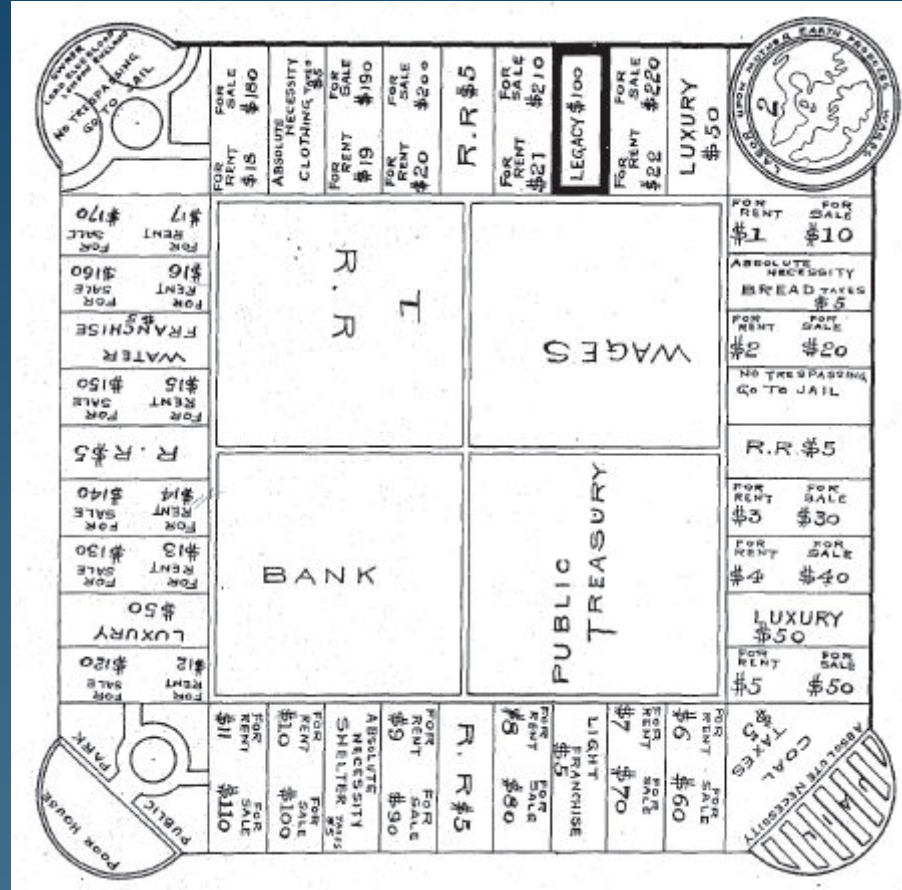 OWNER
LORD BLUEBLOOD
LONDON ENGLAND
NO TRESPASSING
GO TO JAIL
FOR
SALE
$180
FOR
RENT
$18
ABSOLUTE
NECESSITY
CLOTHING TAXES
$5
FOR
SALE
$190
FOR
RENT
$19
FOR
SALE
$200
FOR
RENT
$20
R.R $5
FOR
SALE
$210
FOR
RENT
$21
LEGACY $100
FOR
SALE
$220
FOR
RENT
$22
LUXURY
$50
LABOR UPON MOTHER EARTH PRODUCES WAGES
2
FOR
RENT
$1
FOR
SALE
$10
ABSOLUTE
NECESSITY
BREAD TAXES
$5
FOR
RENT
$2
FOR
SALE
$20
NO TRESPASSING
GO TO JAIL
R.R $5
FOR
RENT
$3
FOR
SALE
$30
FOR
RENT
$4
FOR
SALE
$40
LUXURY
$50
FOR
RENT
$5
FOR
SALE
$50
ABSOLUTE NECESSITY
COAL
TAXES
$5
JAIL
FOR
RENT
$6
FOR
SALE
$60
FOR
RENT
$7
FOR
SALE
$70
LIGHT
FRANCHISE
$5
FOR
RENT
$8
FOR
SALE
$80
R.R $5
FOR
RENT
$9
FOR
SALE
$90
ABSOLUTE
NECESSITY
SHELTER TAXES
$5
FOR
RENT
$10
FOR
SALE
$100
FOR
RENT
$11
FOR
SALE
$110
PUBLIC PARK
POOR HOUSE
FOR
RENT
$12
FOR
SALE
$120
LUXURY
$50
FOR
RENT
$13
FOR
SALE
$130
FOR
RENT
$14
FOR
SALE
$140
R.R $5
FOR
RENT
$15
FOR
SALE
$150
WATER
FRANCHISE
$5
FOR
RENT
$16
FOR
SALE
$160
FOR
RENT
$17
FOR
SALE
$170
R.R
T
WAGES
BANK
PUBLIC
TREASURY